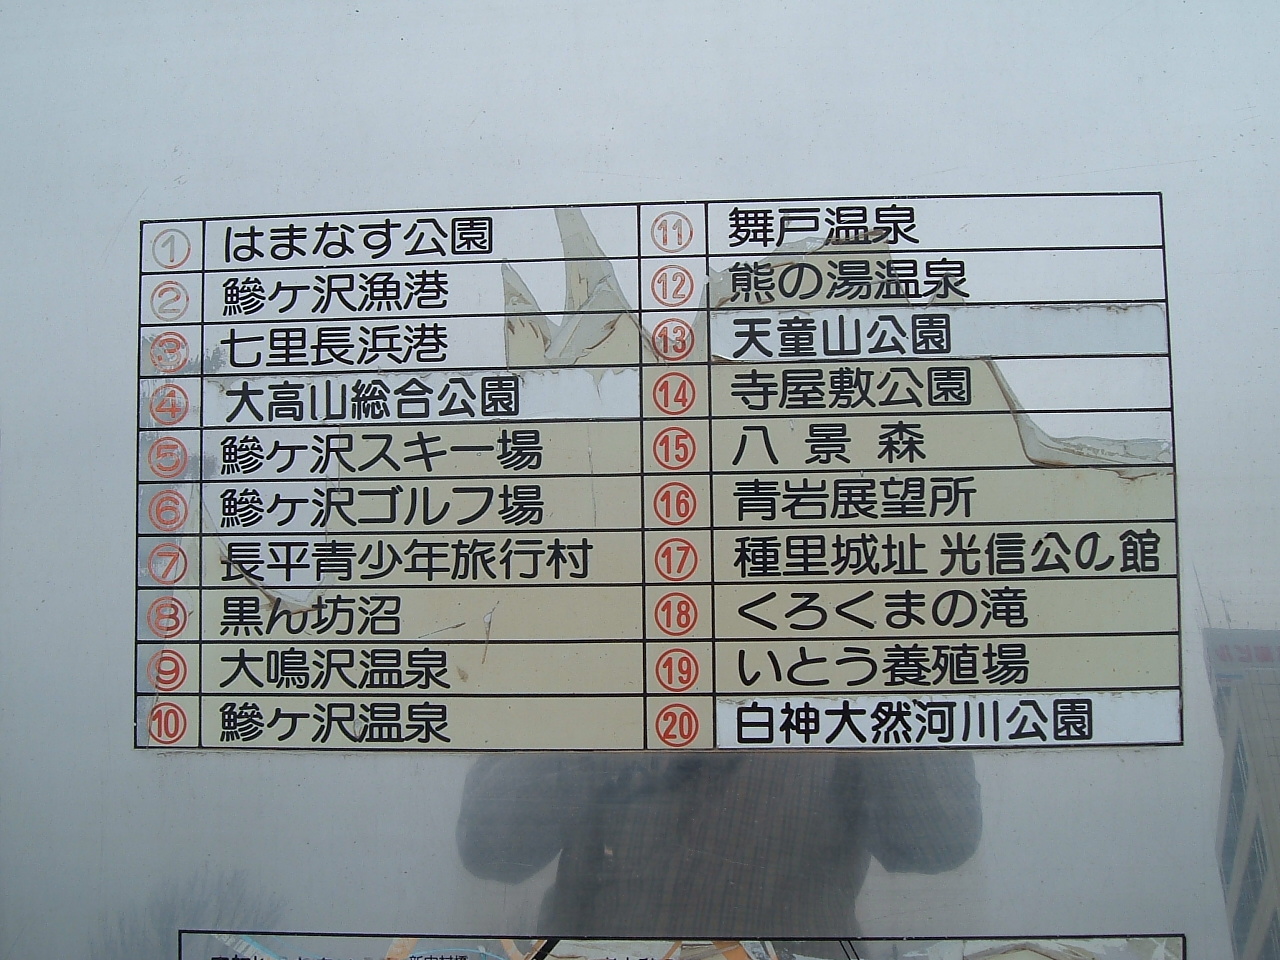 ① はまなす公園
② 鰺ヶ沢漁港
③ 七里長浜港
④ 大高山総合公園
⑤ 鰺ヶ沢スキー場
⑥ 鰺ヶ沢ゴルフ場
⑦ 長平青少年旅行村
⑧ 黒ん坊沼
⑨ 大鳴沢温泉
⑩ 鰺ヶ沢温泉
⑪ 舞戸温泉
⑫ 熊の湯温泉
⑬ 天童山公園
⑭ 寺屋敷公園
⑮ 八景森
⑯ 青岩展望所
⑰ 種里城址 光信公の館
⑱ くろくまの滝
⑲ いとう養殖場
⑳ 白神大然河川公園